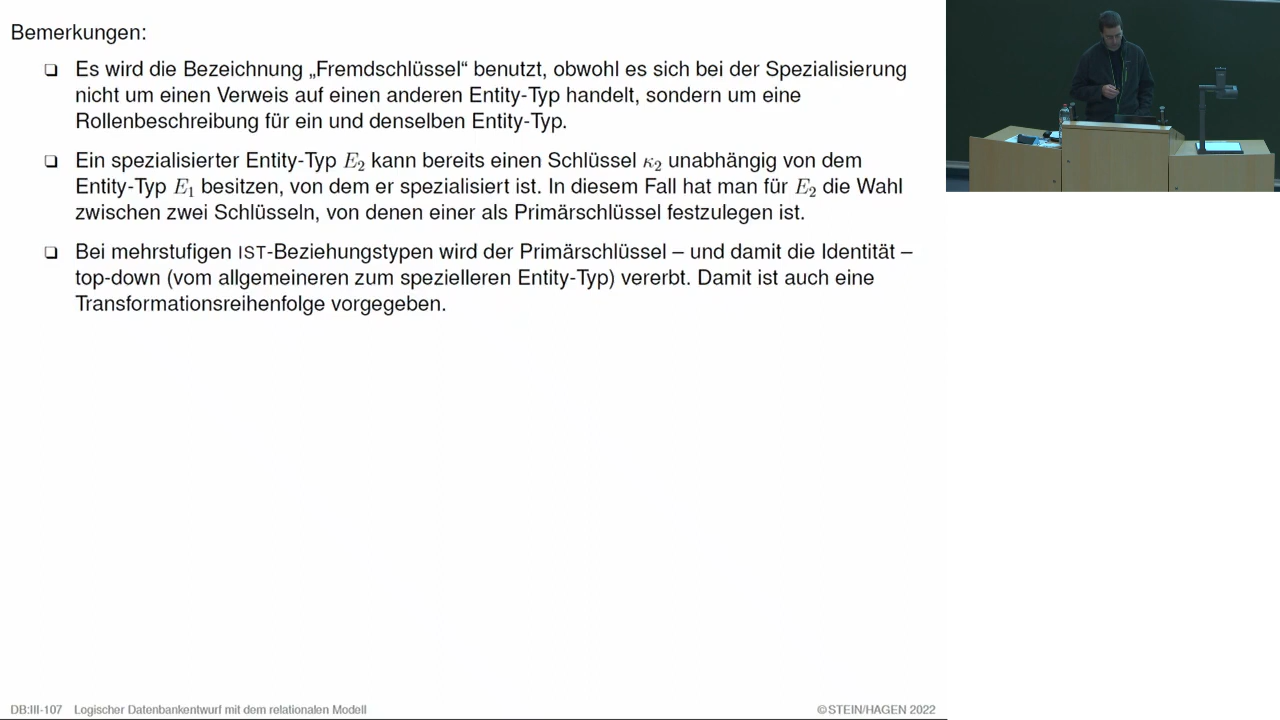 Bemerkungen:
❑ Es wird die Bezeichnung „Fremdschlüssel“ benutzt, obwohl es sich bei der Spezialisierung
nicht um einen Verweis auf einen anderen Entity-Typ handelt, sondern um eine
Rollenbeschreibung für ein und denselben Entity-Typ.
❑ Ein spezialisierter Entity-Typ E₂ kann bereits einen Schlüssel κ₂ unabhängig von dem
Entity-Typ E₁ besitzen, von dem er spezialisiert ist. In diesem Fall hat man für E₂ die Wahl
zwischen zwei Schlüsseln, von denen einer als Primärschlüssel festzulegen ist.
❑ Bei mehrstufigen IST-Beziehungstypen wird der Primärschlüssel – und damit die Identität –
top-down (vom allgemeineren zum spezielleren Entity-Typ) vererbt. Damit ist auch eine
Transformationsreihenfolge vorgegeben.
DB:III-107 Logischer Datenbankentwurf mit dem relationalen Modell ©STEIN/HAGEN 2022